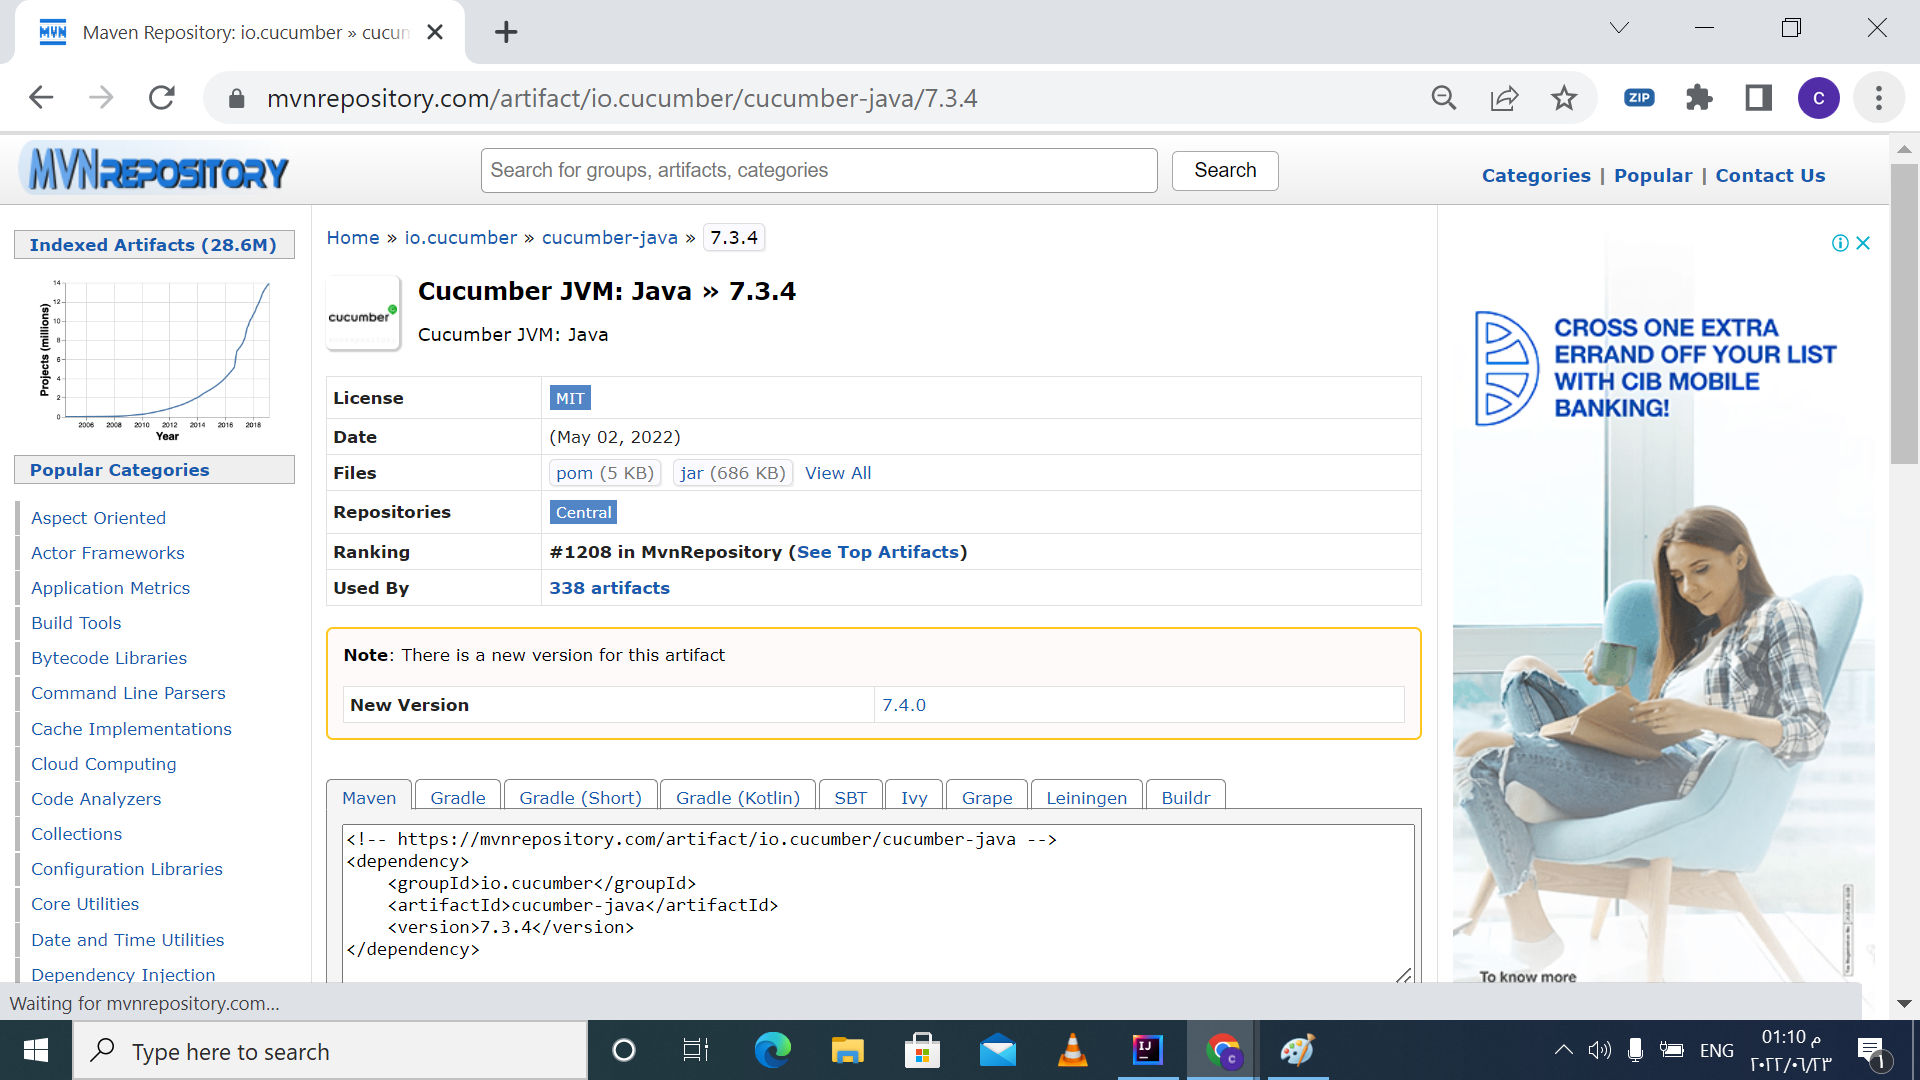 Maven Repository: io.cucumber » cucum
mvnrepository.com/artifact/io.cucumber/cucumber-java/7.3.4
ZIP
C
MVNREPOSITORY
Search for groups, artifacts, categories
Search
Categories | Popular | Contact Us
Indexed Artifacts (28.6M)
Projects (millions)
14
12
10
8
6
4
2
0
2006 2008 2010 2012 2014 2016 2018
Year
Popular Categories
Aspect Oriented
Actor Frameworks
Application Metrics
Build Tools
Bytecode Libraries
Command Line Parsers
Cache Implementations
Cloud Computing
Code Analyzers
Collections
Configuration Libraries
Core Utilities
Date and Time Utilities
Dependency Injection
Home » io.cucumber » cucumber-java » 7.3.4
cucumber
Cucumber JVM: Java » 7.3.4
Cucumber JVM: Java
License MIT
Date (May 02, 2022)
Files pom (5 KB) jar (686 KB) View All
Repositories Central
Ranking #1208 in MvnRepository (See Top Artifacts)
Used By 338 artifacts
Note: There is a new version for this artifact
New Version 7.4.0
Maven Gradle Gradle (Short) Gradle (Kotlin) SBT Ivy Grape Leiningen Buildr
<!-- https://mvnrepository.com/artifact/io.cucumber/cucumber-java -->
<dependency>
    <groupId>io.cucumber</groupId>
    <artifactId>cucumber-java</artifactId>
    <version>7.3.4</version>
</dependency>
CROSS ONE EXTRA
ERRAND OFF YOUR LIST
WITH CIB MOBILE
BANKING!
To know more
Waiting for mvnrepository.com...
Type here to search
IJ
ENG
01:10 م
٢٠٢٢/٠٦/٢٣
١